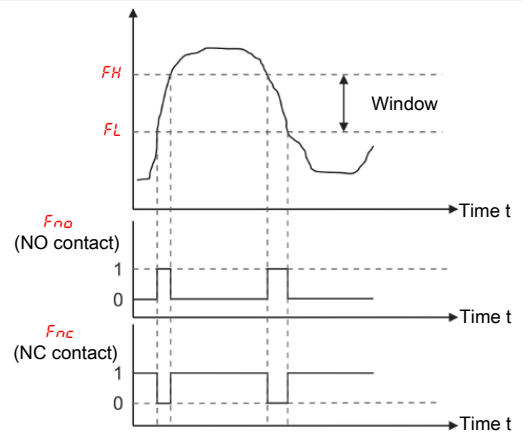 FH
Window
FL
Time t
Fno
(NO contact)
1
0
Time t
Fnc
(NC contact)
1
0
Time t